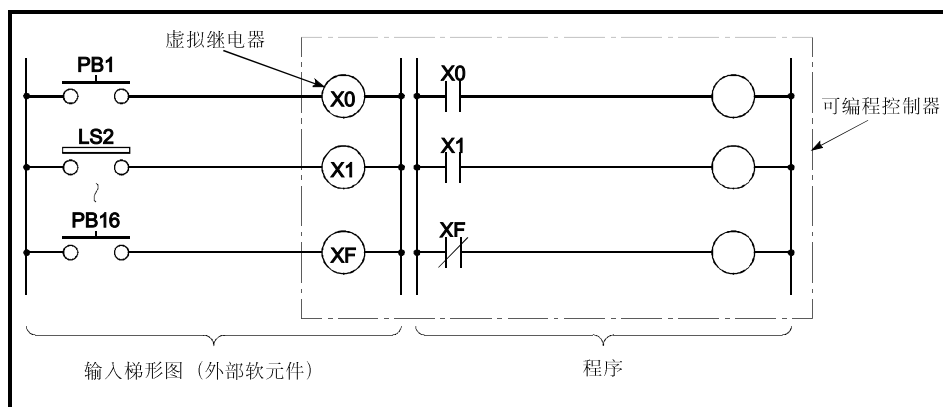 虚拟继电器
PB1
X0
X0
可编程控制器
LS2
X1
X1
PB16
XF
XF
输入梯形图（外部软元件）
程序